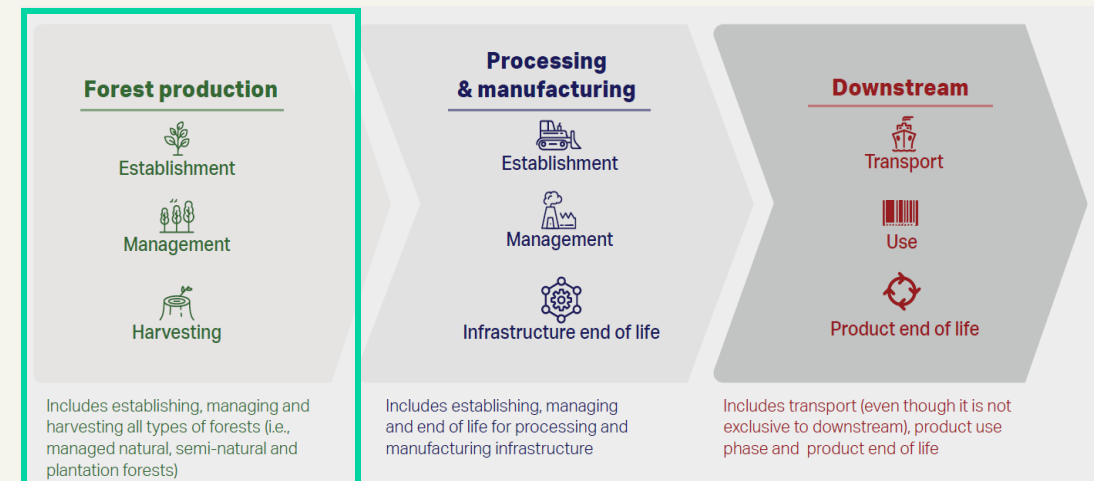 Forest production
Establishment
Management
Harvesting
Includes establishing, managing and
harvesting all types of forests (i.e.,
managed natural, semi-natural and
plantation forests)
Processing
& manufacturing
Establishment
Management
Infrastructure end of life
Includes establishing, managing
and end of life for processing and
manufacturing infrastructure
Downstream
Transport
Use
Product end of life
Includes transport (even though it is not
exclusive to downstream), product use
phase and product end of life